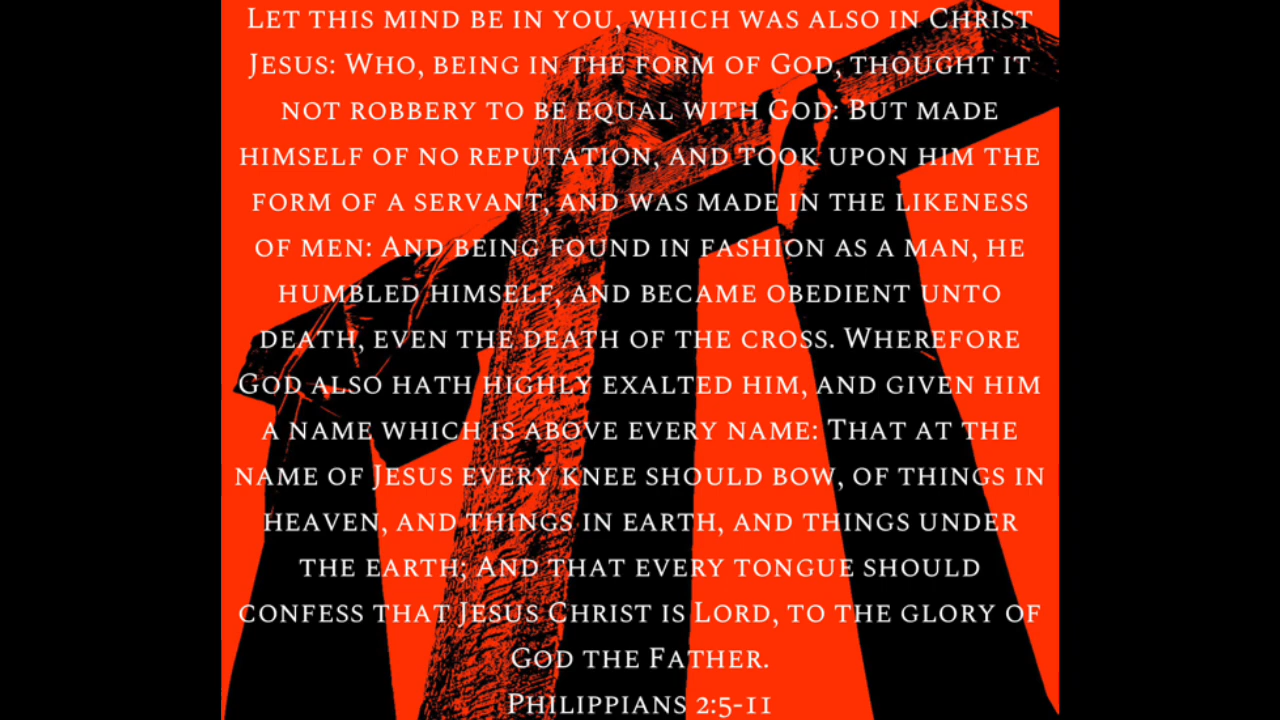 Let this mind be in you, which was also in Christ
Jesus: Who, being in the form of God, thought it
not robbery to be equal with God: But made
himself of no reputation, and took upon him the
form of a servant, and was made in the likeness
of men: And being found in fashion as a man, he
humbled himself, and became obedient unto
death, even the death of the cross. Wherefore
God also hath highly exalted him, and given him
a name which is above every name: That at the
name of Jesus every knee should bow, of things in
heaven, and things in earth, and things under
the earth; And that every tongue should
confess that Jesus Christ is Lord, to the glory of
God the Father.
Philippians 2:5-11